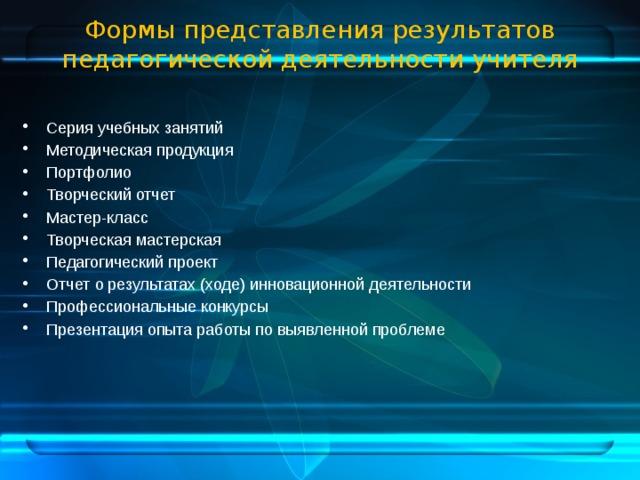 Формы представления результатов
педагогической деятельности учителя
• Серия учебных занятий
• Методическая продукция
• Портфолио
• Творческий отчет
• Мастер-класс
• Творческая мастерская
• Педагогический проект
• Отчет о результатах (ходе) инновационной деятельности
• Профессиональные конкурсы
• Презентация опыта работы по выявленной проблеме